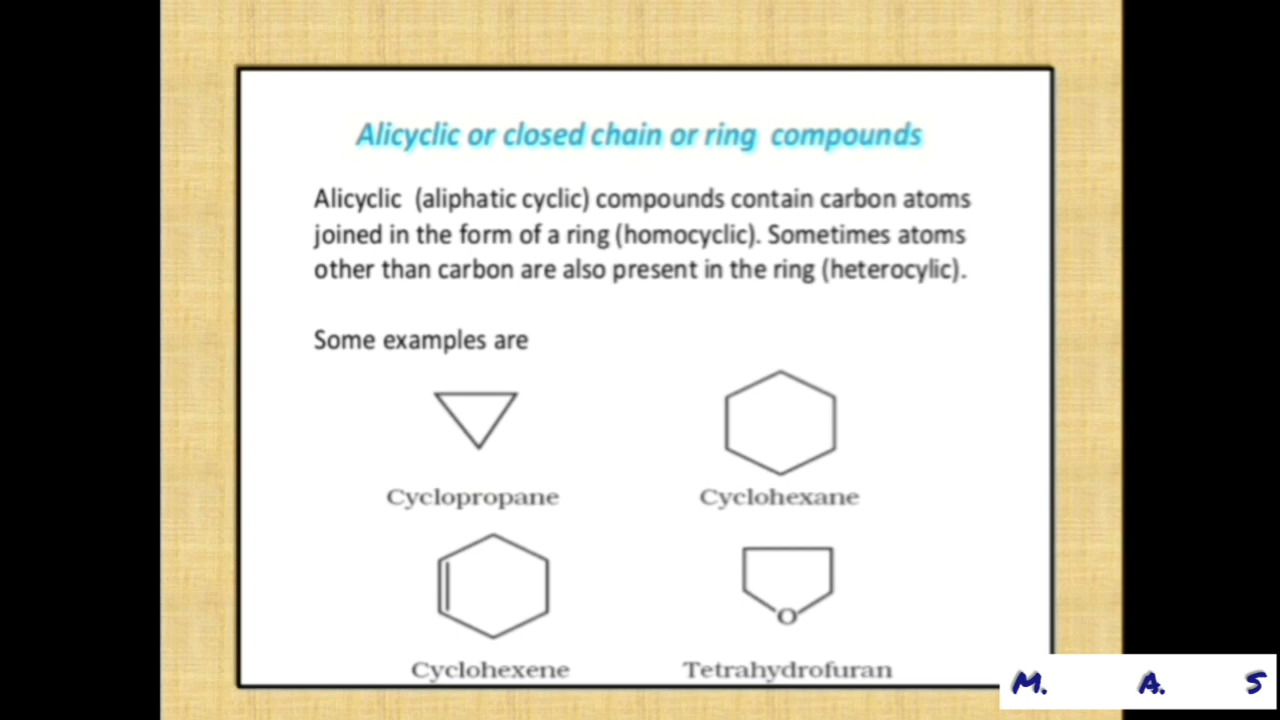 Alicyclic or closed chain or ring compounds
Alicyclic (aliphatic cyclic) compounds contain carbon atoms
joined in the form of a ring (homocyclic). Sometimes atoms
other than carbon are also present in the ring (heterocylic).
Some examples are
Cyclopropane
Cyclohexane
O
Cyclohexene
Tetrahydrofuran
M. A. S